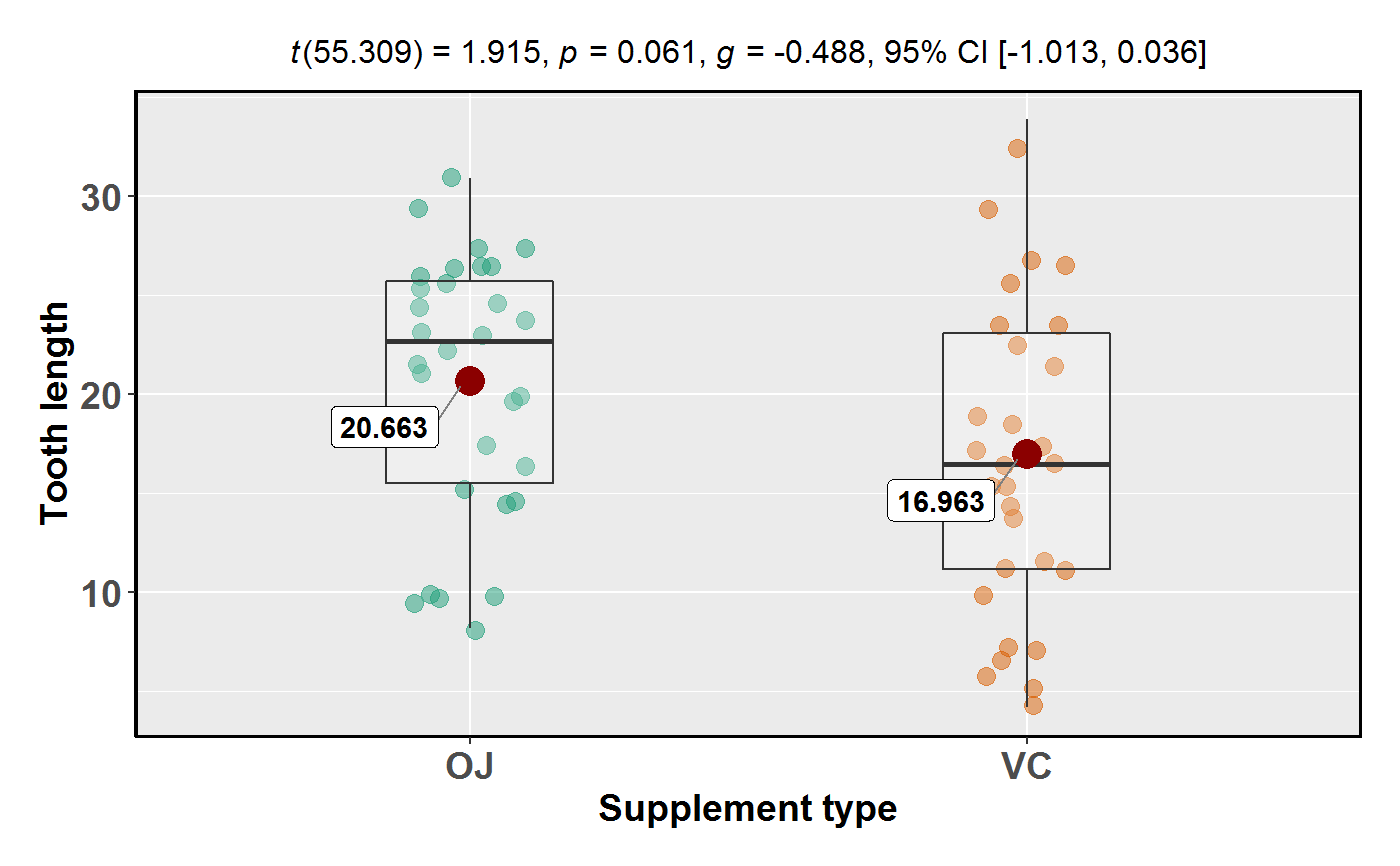 t(55.309) = 1.915, p = 0.061, g = -0.488, 95% CI [-1.013, 0.036]
Tooth length
30
20
10
20.663
16.963
OJ
VC
Supplement type